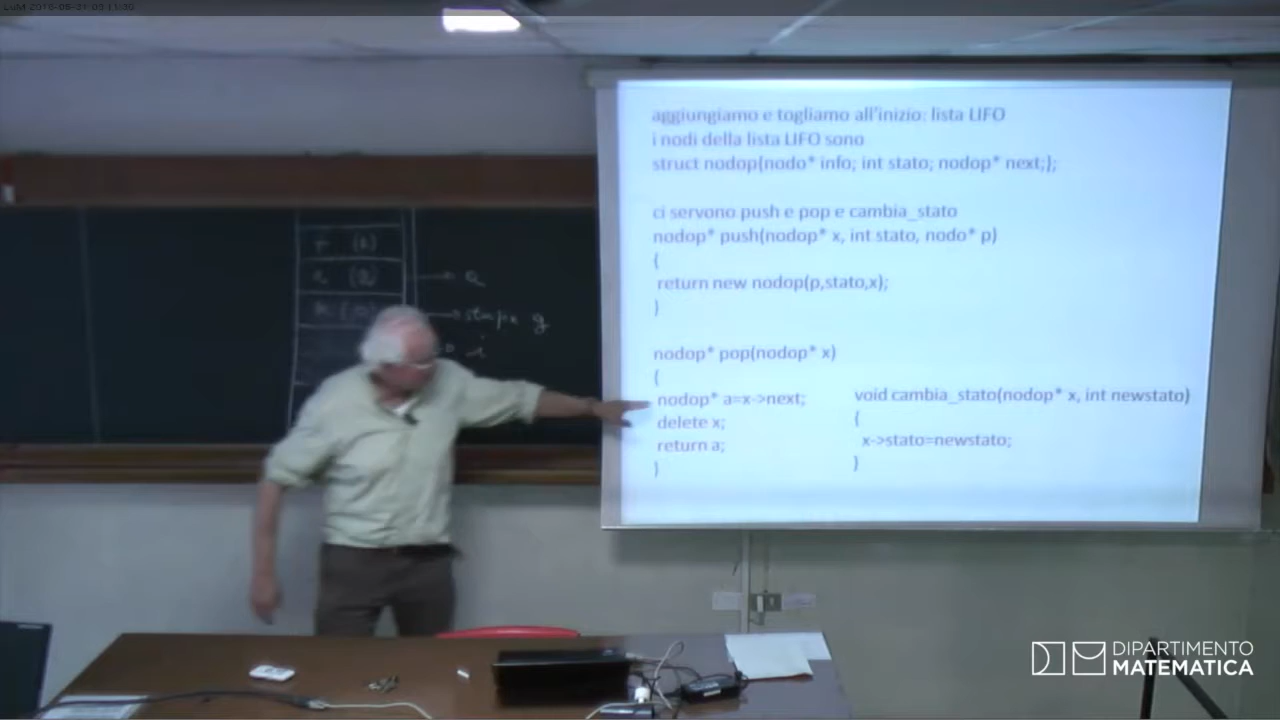 aggiungiamo e togliamo all'inizio: lista LIFO
i nodi della lista LIFO sono
struct nodop{nodo* info; int stato; nodop* next;};
ci servono push e pop e cambia_stato
nodop* push(nodop* x, int stato, nodo* p)
{
return new nodop(p,stato,x);
}
nodop* pop(nodop* x)
{
nodop* a=x->next;
delete x;
return a;
}
void cambia_stato(nodop* x, int newstato)
{
x->stato=newstato;
}
a
i
DIPARTIMENTO
MATEMATICA